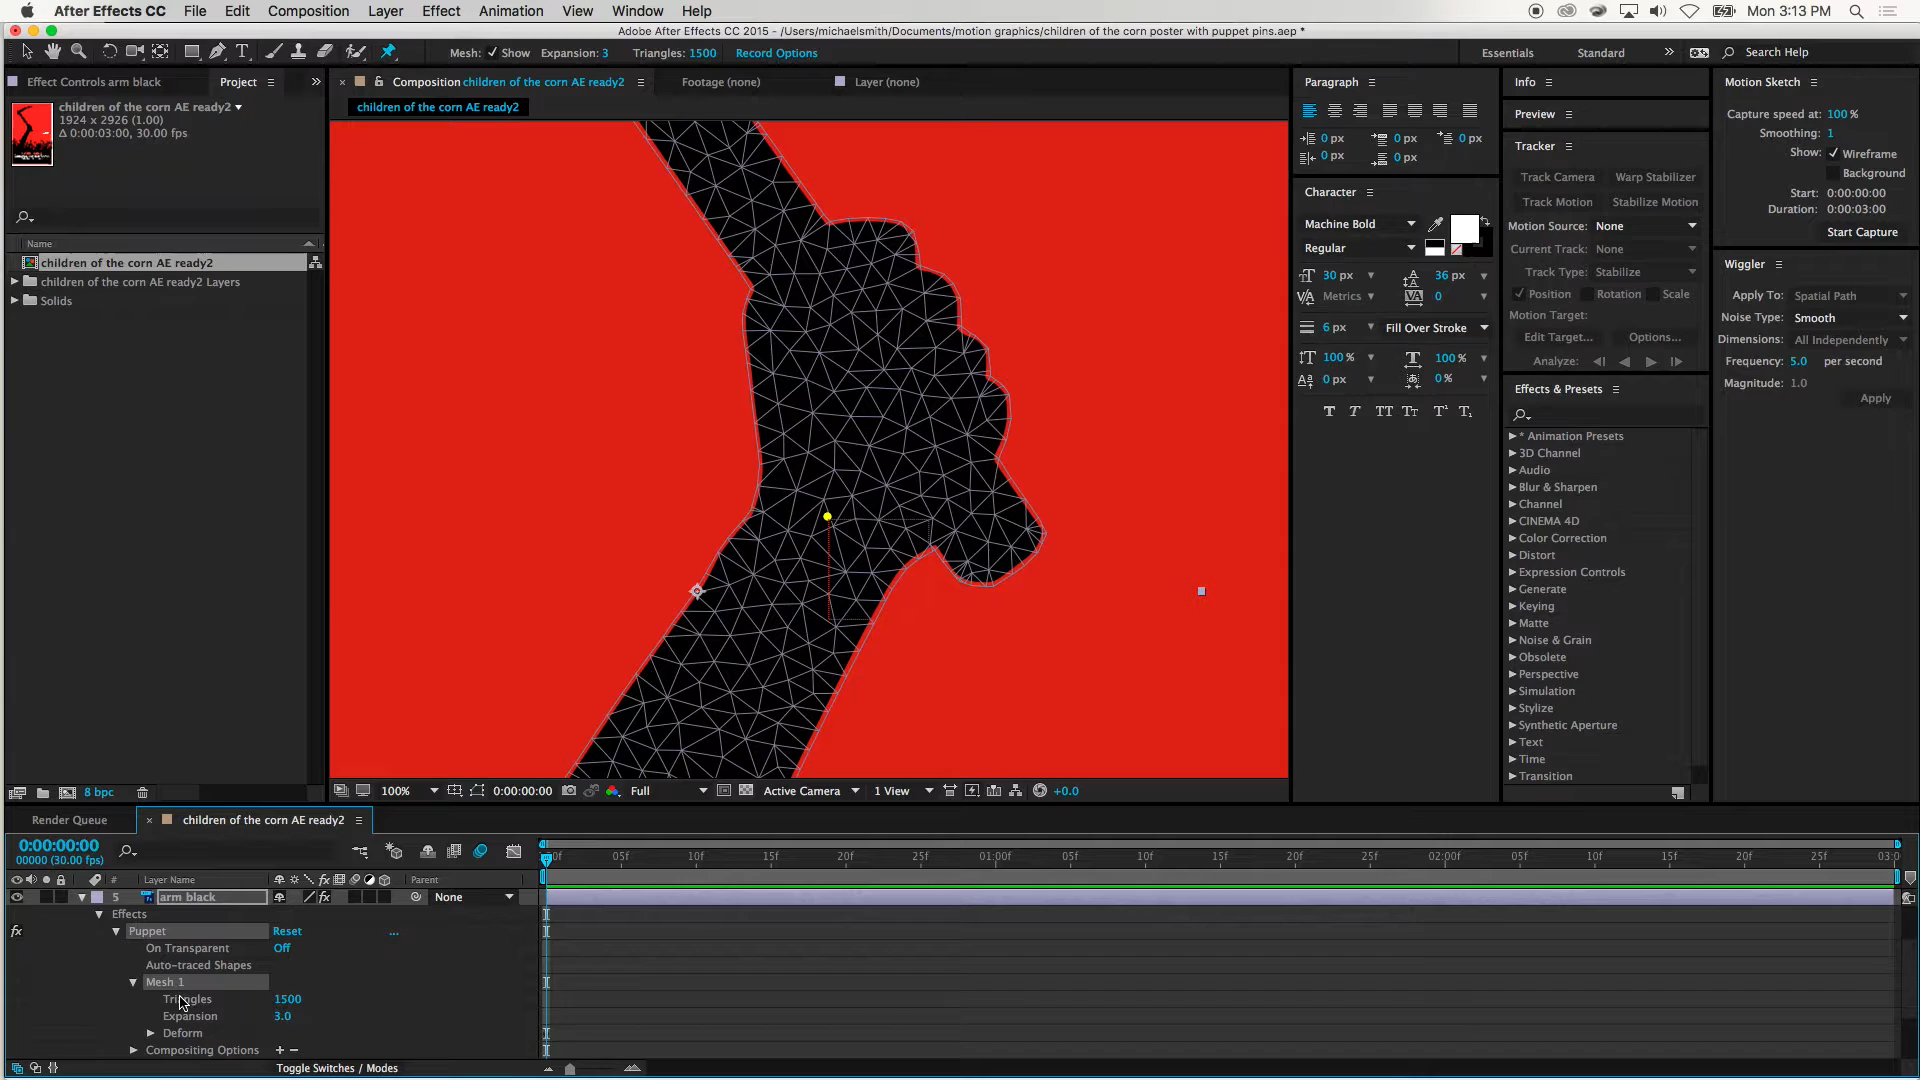 After Effects CC File Edit Composition Layer Effect Animation View Window Help Mon 3:13 PM
Adobe After Effects CC 2015 - /Users/michaelsmith/Documents/motion graphics/children of the corn poster with puppet pins.aep *
Mesh: Show Expansion: 3 Triangles: 1500 Record Options Essentials Standard Search Help
Effect Controls arm black Project Composition children of the corn AE ready2 Footage (none) Layer (none)
children of the corn AE ready2
children of the corn AE ready2
1924 x 2926 (1.00)
Δ 0:00:03:00, 30.00 fps
Name
children of the corn AE ready2
children of the corn AE ready2 Layers
Solids
8 bpc
100% 0:00:00:00 Full Active Camera 1 View +0.0
Paragraph
0 px 0 px 0 px
0 px 0 px
Character
Machine Bold
Regular
30 px 36 px
Metrics 0
6 px Fill Over Stroke
100 % 100 %
0 px 0 %
T T TT Tт T¹ T₁
Info
Preview
Tracker
Track Camera Warp Stabilizer
Track Motion Stabilize Motion
Motion Source: None
Current Track: None
Track Type: Stabilize
Position Rotation Scale
Motion Target:
Edit Target... Options...
Analyze:
Effects & Presets
* Animation Presets
3D Channel
Audio
Blur & Sharpen
Channel
CINEMA 4D
Color Correction
Distort
Expression Controls
Generate
Keying
Matte
Noise & Grain
Obsolete
Perspective
Simulation
Stylize
Synthetic Aperture
Text
Time
Transition
Motion Sketch
Capture speed at: 100 %
Smoothing: 1
Show: Wireframe
Background
Start: 0:00:00:00
Duration: 0:00:03:00
Start Capture
Wiggler
Apply To: Spatial Path
Noise Type: Smooth
Dimensions: All Independently
Frequency: 5.0 per second
Magnitude: 1.0
Apply
Render Queue children of the corn AE ready2
0:00:00:00
00000 (30.00 fps)
05f 10f 15f 20f 25f 01:00f 05f 10f 15f 20f 25f 02:00f 05f 10f 15f 20f 25f 03:0
# Layer Name Parent
5 arm black None
Effects
Puppet Reset ...
On Transparent Off
Auto-traced Shapes
Mesh 1
Triangles 1500
Expansion 3.0
Deform
Compositing Options + −
Toggle Switches / Modes